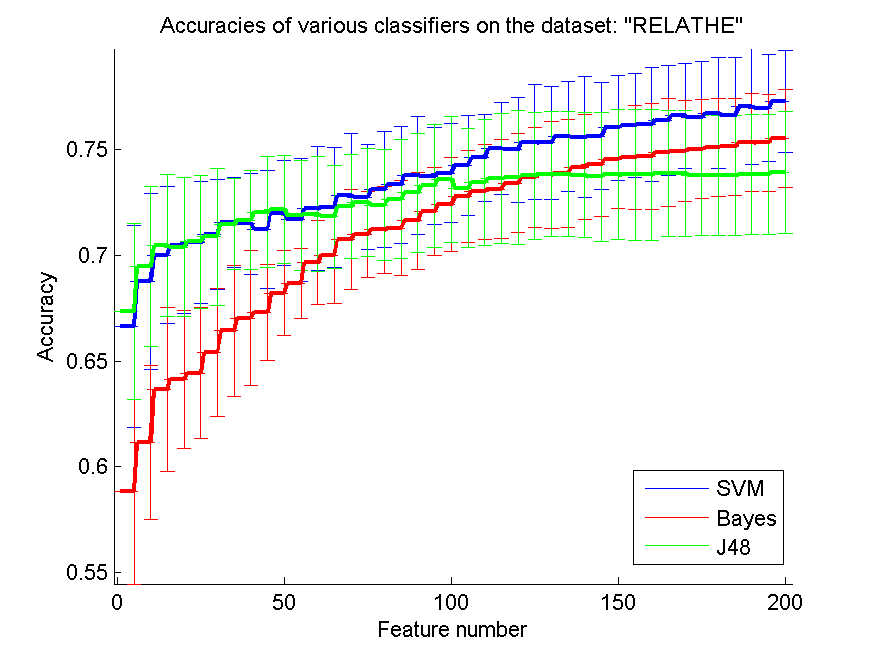 Accuracies of various classifiers on the dataset: "RELATHE"
0.75
0.7
0.65
0.6
0.55
Accuracy
SVM
Bayes
J48
0 50 100 150 200
Feature number